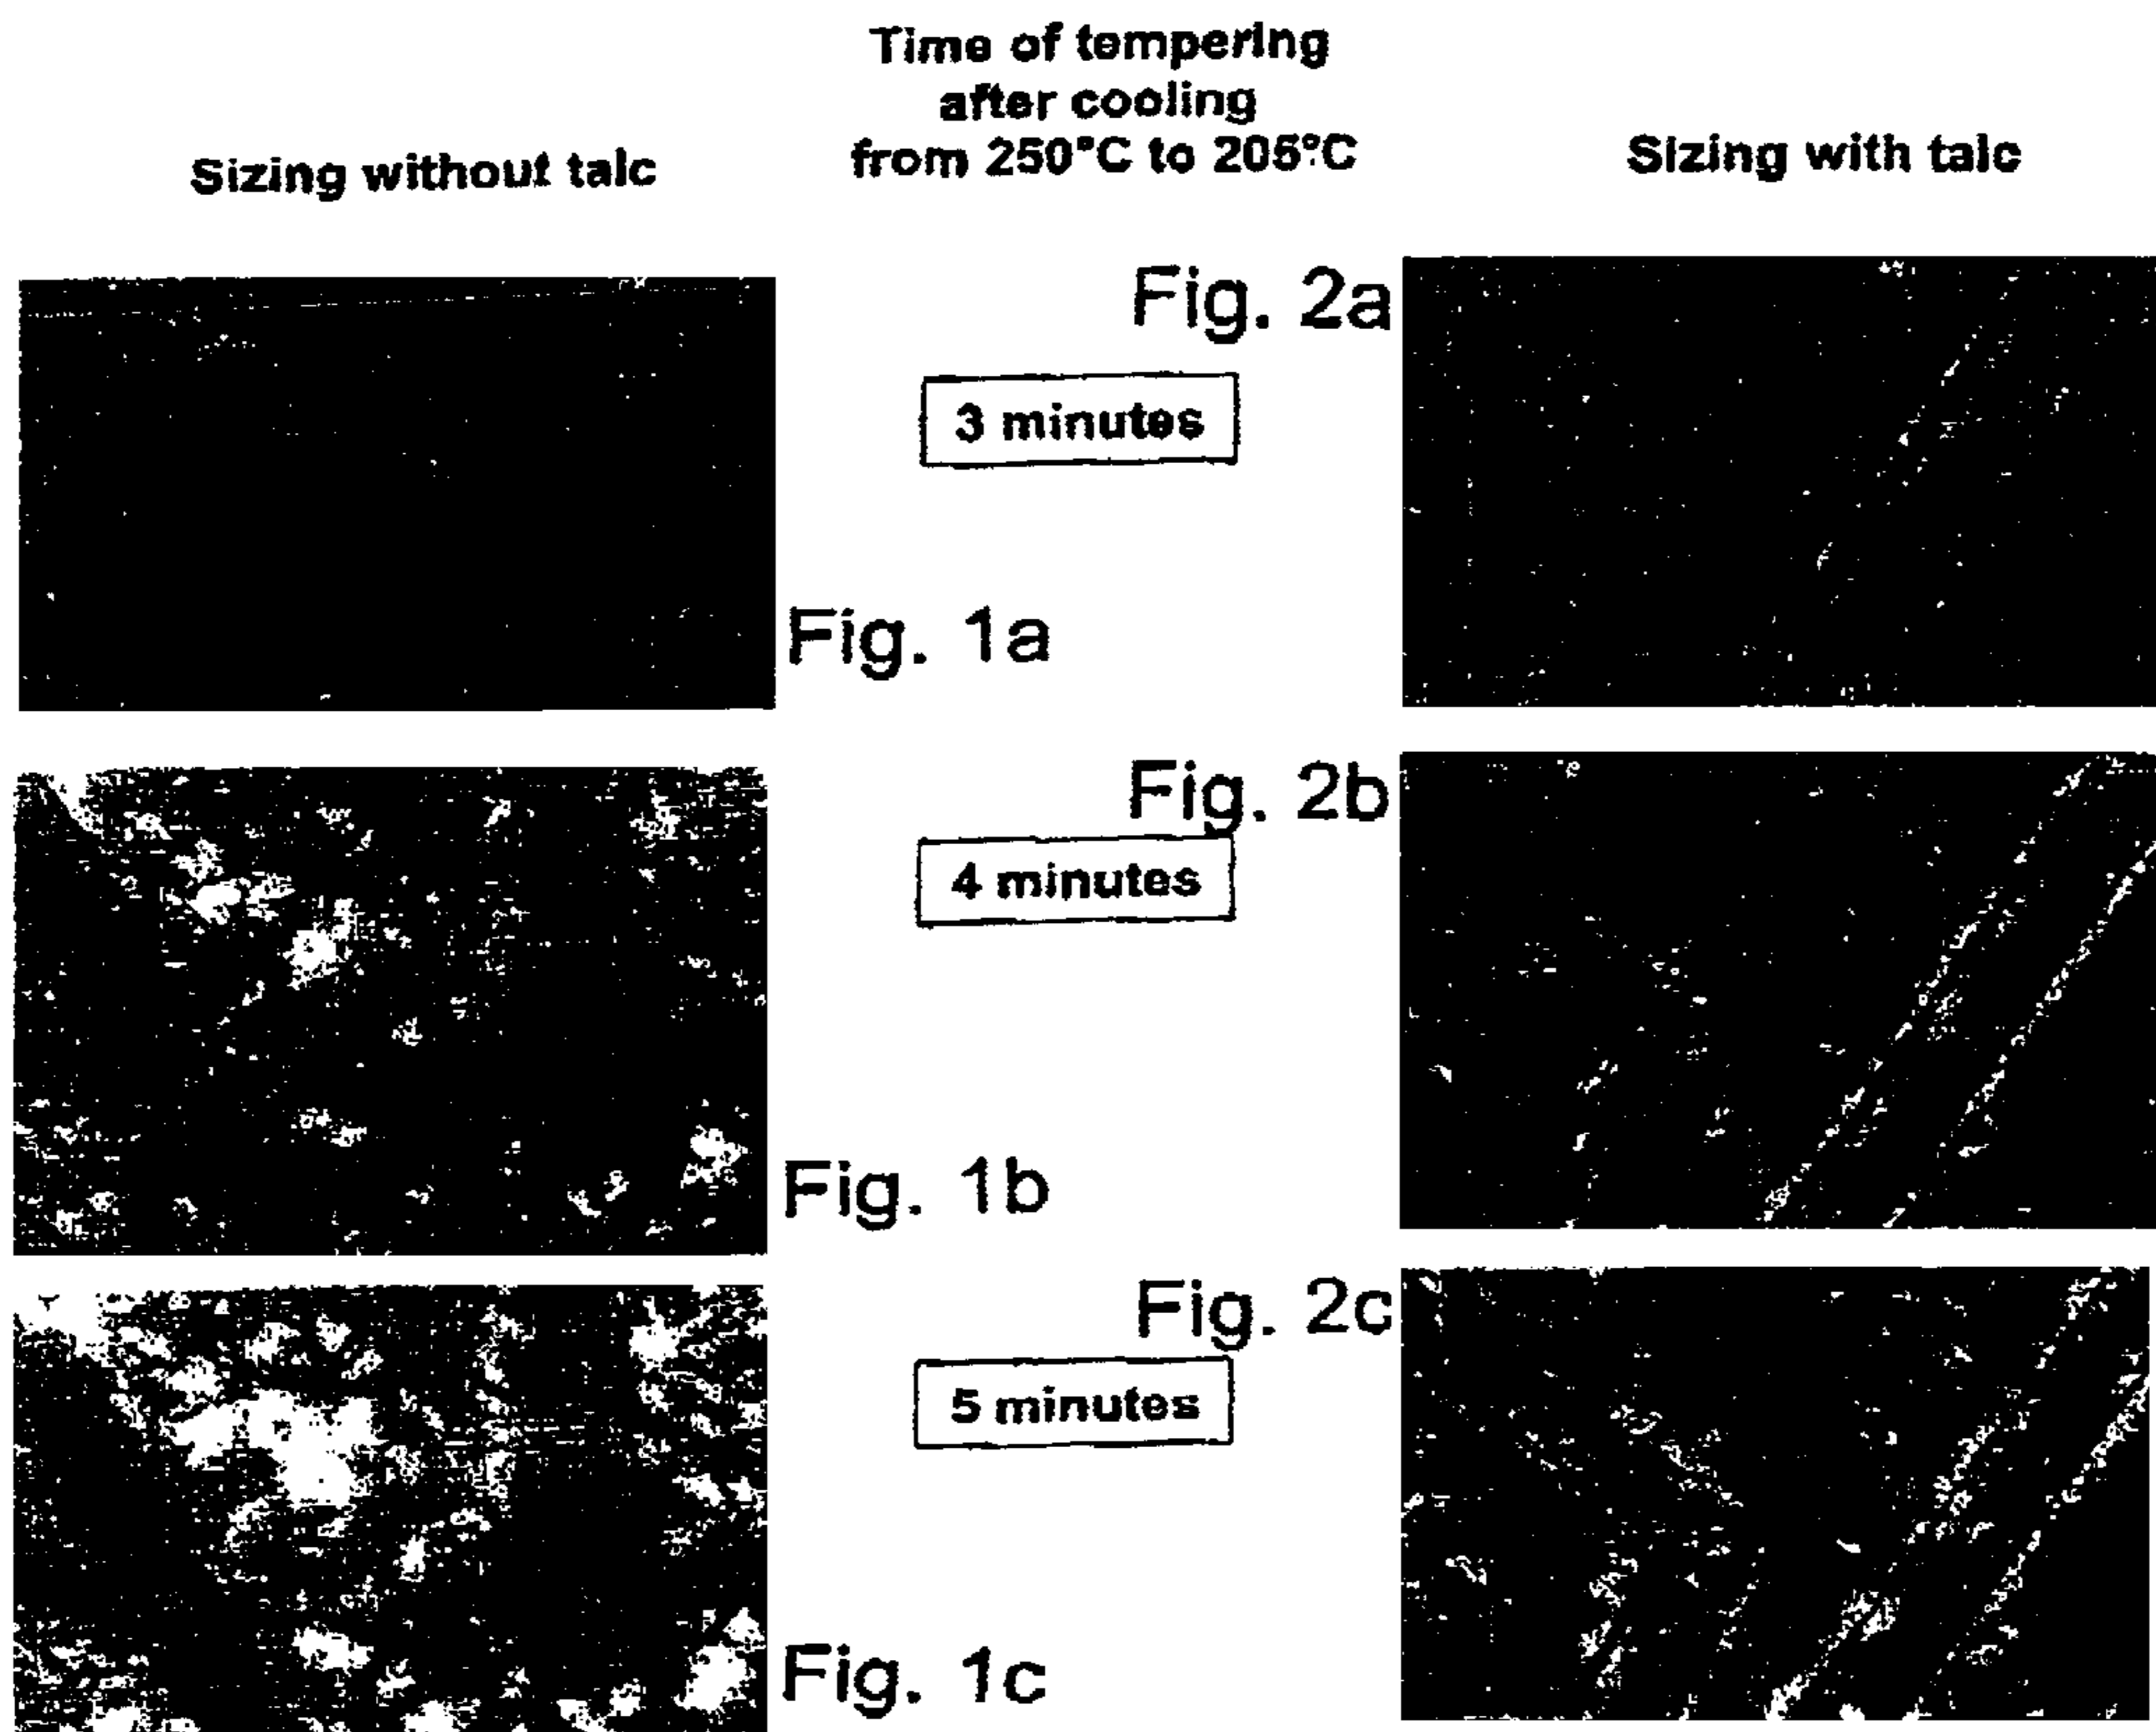 Time of tempering
after cooling
from 250°C to 205°C
Sizing without talc
Sizing with talc
Fig. 2a
3 minutes
Fig. 1a
Fig. 2b
4 minutes
Fig. 1b
Fig. 2c
5 minutes
Fig. 1c